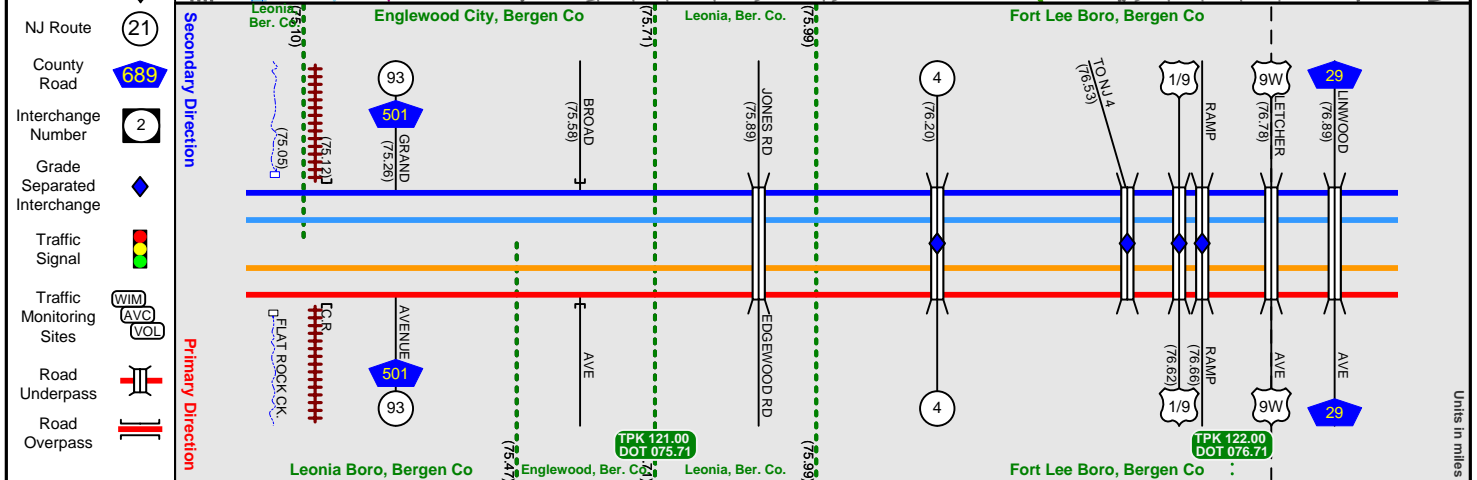 NJ Route
21
County
Road
689
Interchange
Number
2
Grade
Separated
Interchange
Traffic
Signal
Traffic
Monitoring
Sites
WIM
AVC
VOL
Road
Underpass
Road
Overpass
Secondary Direction
Primary Direction
Leonia
Ber. Co.
(75.10)
Englewood City, Bergen Co
(75.71)
Leonia, Ber. Co.
(75.99)
Fort Lee Boro, Bergen Co
(75.05)
(75.12)
93
501
GRAND
(75.26)
BROAD
(75.58)
JONES RD
(75.89)
4
(76.20)
TO NJ 4
(76.53)
1/9
RAMP
9W
LETCHER
(76.78)
29
LINWOOD
(76.89)
FLAT ROCK CK.
C.R.
AVENUE
501
93
AVE
EDGEWOOD RD
4
(76.62)
1/9
(76.66)
RAMP
AVE
9W
AVE
29
TPK 121.00
DOT 075.71
TPK 122.00
DOT 076.71
Leonia Boro, Bergen Co
(75.47)
Englewood, Ber. Co.
Leonia, Ber. Co.
(75.99)
Fort Lee Boro, Bergen Co
Units in miles